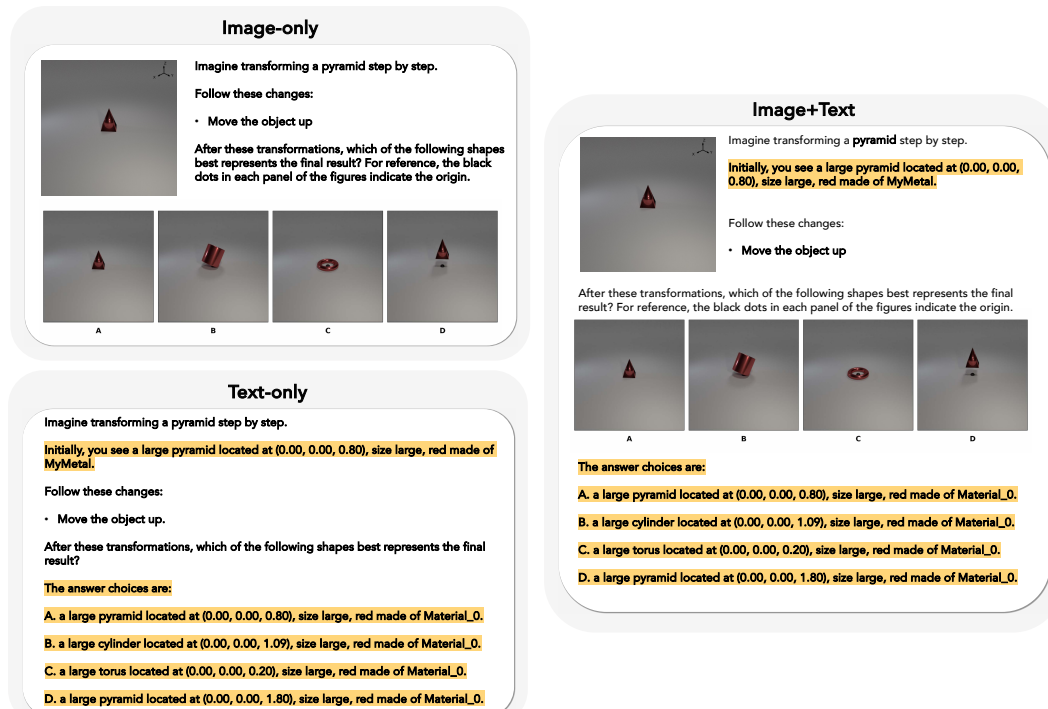 Image-only
Imagine transforming a pyramid step by step.
Follow these changes:
• Move the object up
After these transformations, which of the following shapes
best represents the final result? For reference, the black
dots in each panel of the figures indicate the origin.
A
B
C
D
Text-only
Imagine transforming a pyramid step by step.
Initially, you see a large pyramid located at (0.00, 0.00, 0.80), size large, red made of
MyMetal.
Follow these changes:
• Move the object up.
After these transformations, which of the following shapes best represents the final
result?
The answer choices are:
A. a large pyramid located at (0.00, 0.00, 0.80), size large, red made of Material_0.
B. a large cylinder located at (0.00, 0.00, 1.09), size large, red made of Material_0.
C. a large torus located at (0.00, 0.00, 0.20), size large, red made of Material_0.
D. a large pyramid located at (0.00, 0.00, 1.80), size large, red made of Material_0.
Image+Text
Imagine transforming a pyramid step by step.
Initially, you see a large pyramid located at (0.00, 0.00,
0.80), size large, red made of MyMetal.
Follow these changes:
• Move the object up
After these transformations, which of the following shapes best represents the final
result? For reference, the black dots in each panel of the figures indicate the origin.
A
B
C
D
The answer choices are:
A. a large pyramid located at (0.00, 0.00, 0.80), size large, red made of Material_0.
B. a large cylinder located at (0.00, 0.00, 1.09), size large, red made of Material_0.
C. a large torus located at (0.00, 0.00, 0.20), size large, red made of Material_0.
D. a large pyramid located at (0.00, 0.00, 1.80), size large, red made of Material_0.